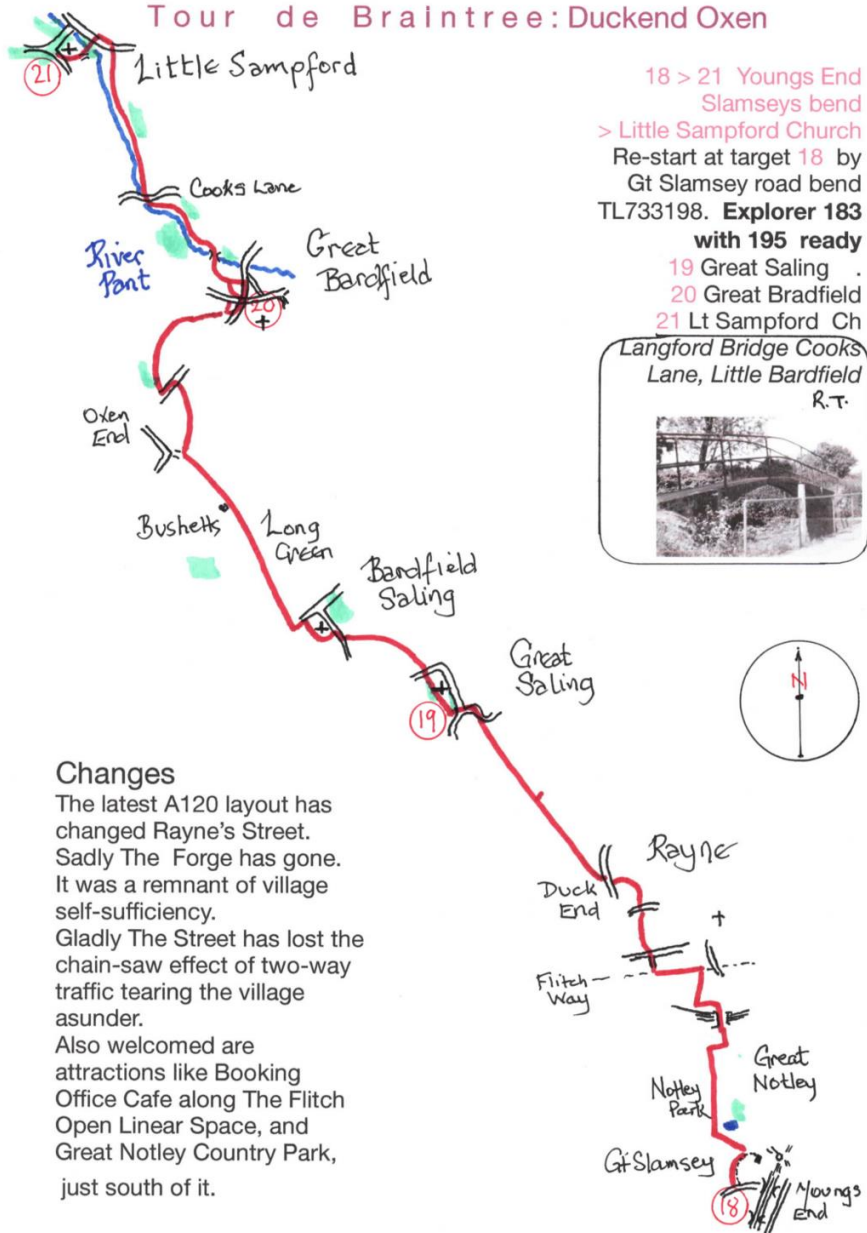 Tour de Braintree: Duckend Oxen
18 > 21 Youngs End
Slamseys bend
> Little Sampford Church
Re-start at target 18 by
Gt Slamsey road bend
TL733198. Explorer 183
with 195 ready
19 Great Saling .
20 Great Bradfield
21 Lt Sampford Ch
Langford Bridge Cooks
Lane, Little Bardfield
R.T.
21
Little Sampford
Cooks Lane
River
Pant
Great
Bardfield
20
Oxen
End
Bushetts
Long
Green
Bardfield
Saling
Great
Saling
19
N
Changes
The latest A120 layout has
changed Rayne’s Street.
Sadly The Forge has gone.
It was a remnant of village
self-sufficiency.
Gladly The Street has lost the
chain-saw effect of two-way
traffic tearing the village
asunder.
Also welcomed are
attractions like Booking
Office Cafe along The Flitch
Open Linear Space, and
Great Notley Country Park,
just south of it.
Rayne
Duck
End
Flitch
Way
Great
Notley
Notley
Park
Gt Slamsey
18
Youngs
End